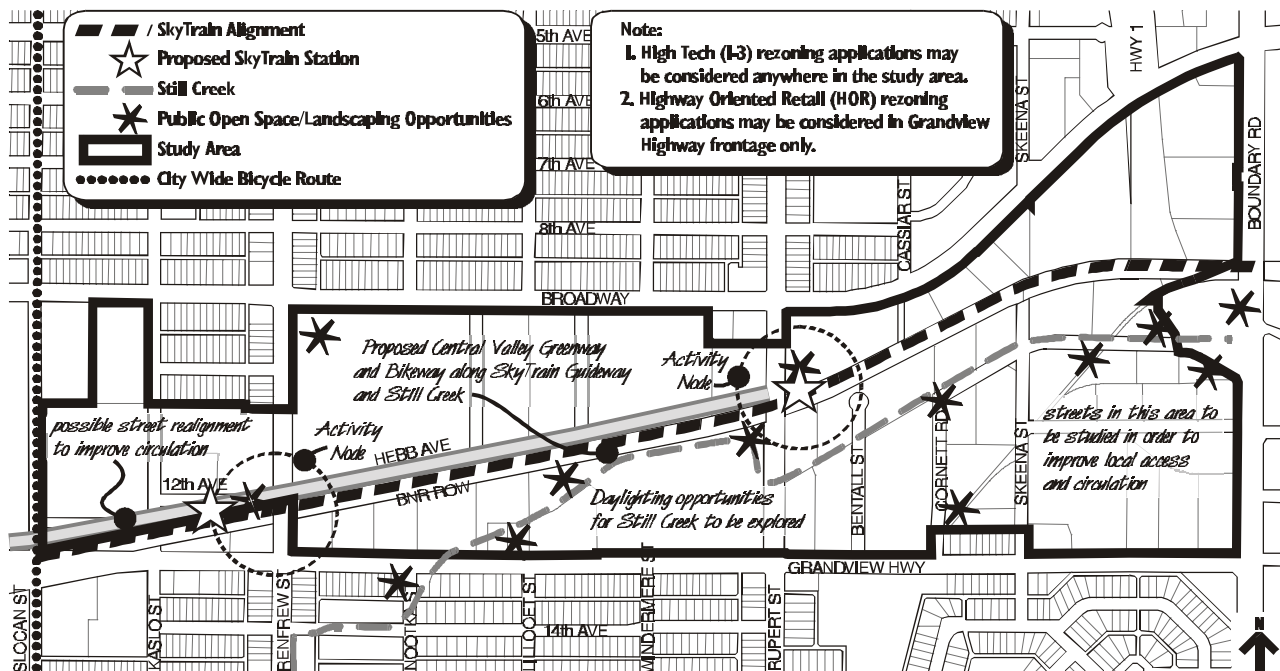 / SkyTrain Alignment
Proposed SkyTrain Station
Still Creek
Public Open Space/Landscaping Opportunities
Study Area
City Wide Bicycle Route
Note:
1. High Tech (I-3) rezoning applications may
be considered anywhere in the study area.
2. Highway Oriented Retail (HOR) rezoning
applications may be considered in Grandview
Highway frontage only.
5th AVE
6th AVE
7th AVE
8th AVE
BROADWAY
HWY 1
SKEENA ST
CASSIAR ST
BOUNDARY RD
Proposed Central Valley Greenway
and Bikeway along SkyTrain Guideway
and Still Creek
Activity
Node
possible street realignment
to improve circulation
Activity
Node
HEBB AVE
12th AVE
BNR ROW
Daylighting opportunities
for Still Creek to be explored
streets in this area to
be studied in order to
improve local access
and circulation
BENTALL ST
CORNETT RD
SKEENA ST
GRANDVIEW HWY
14th AVE
SLOCAN ST
KASLO ST
RENFREW ST
NOOTKA ST
LILLOOET ST
WINDERMERE ST
RUPERT ST
N